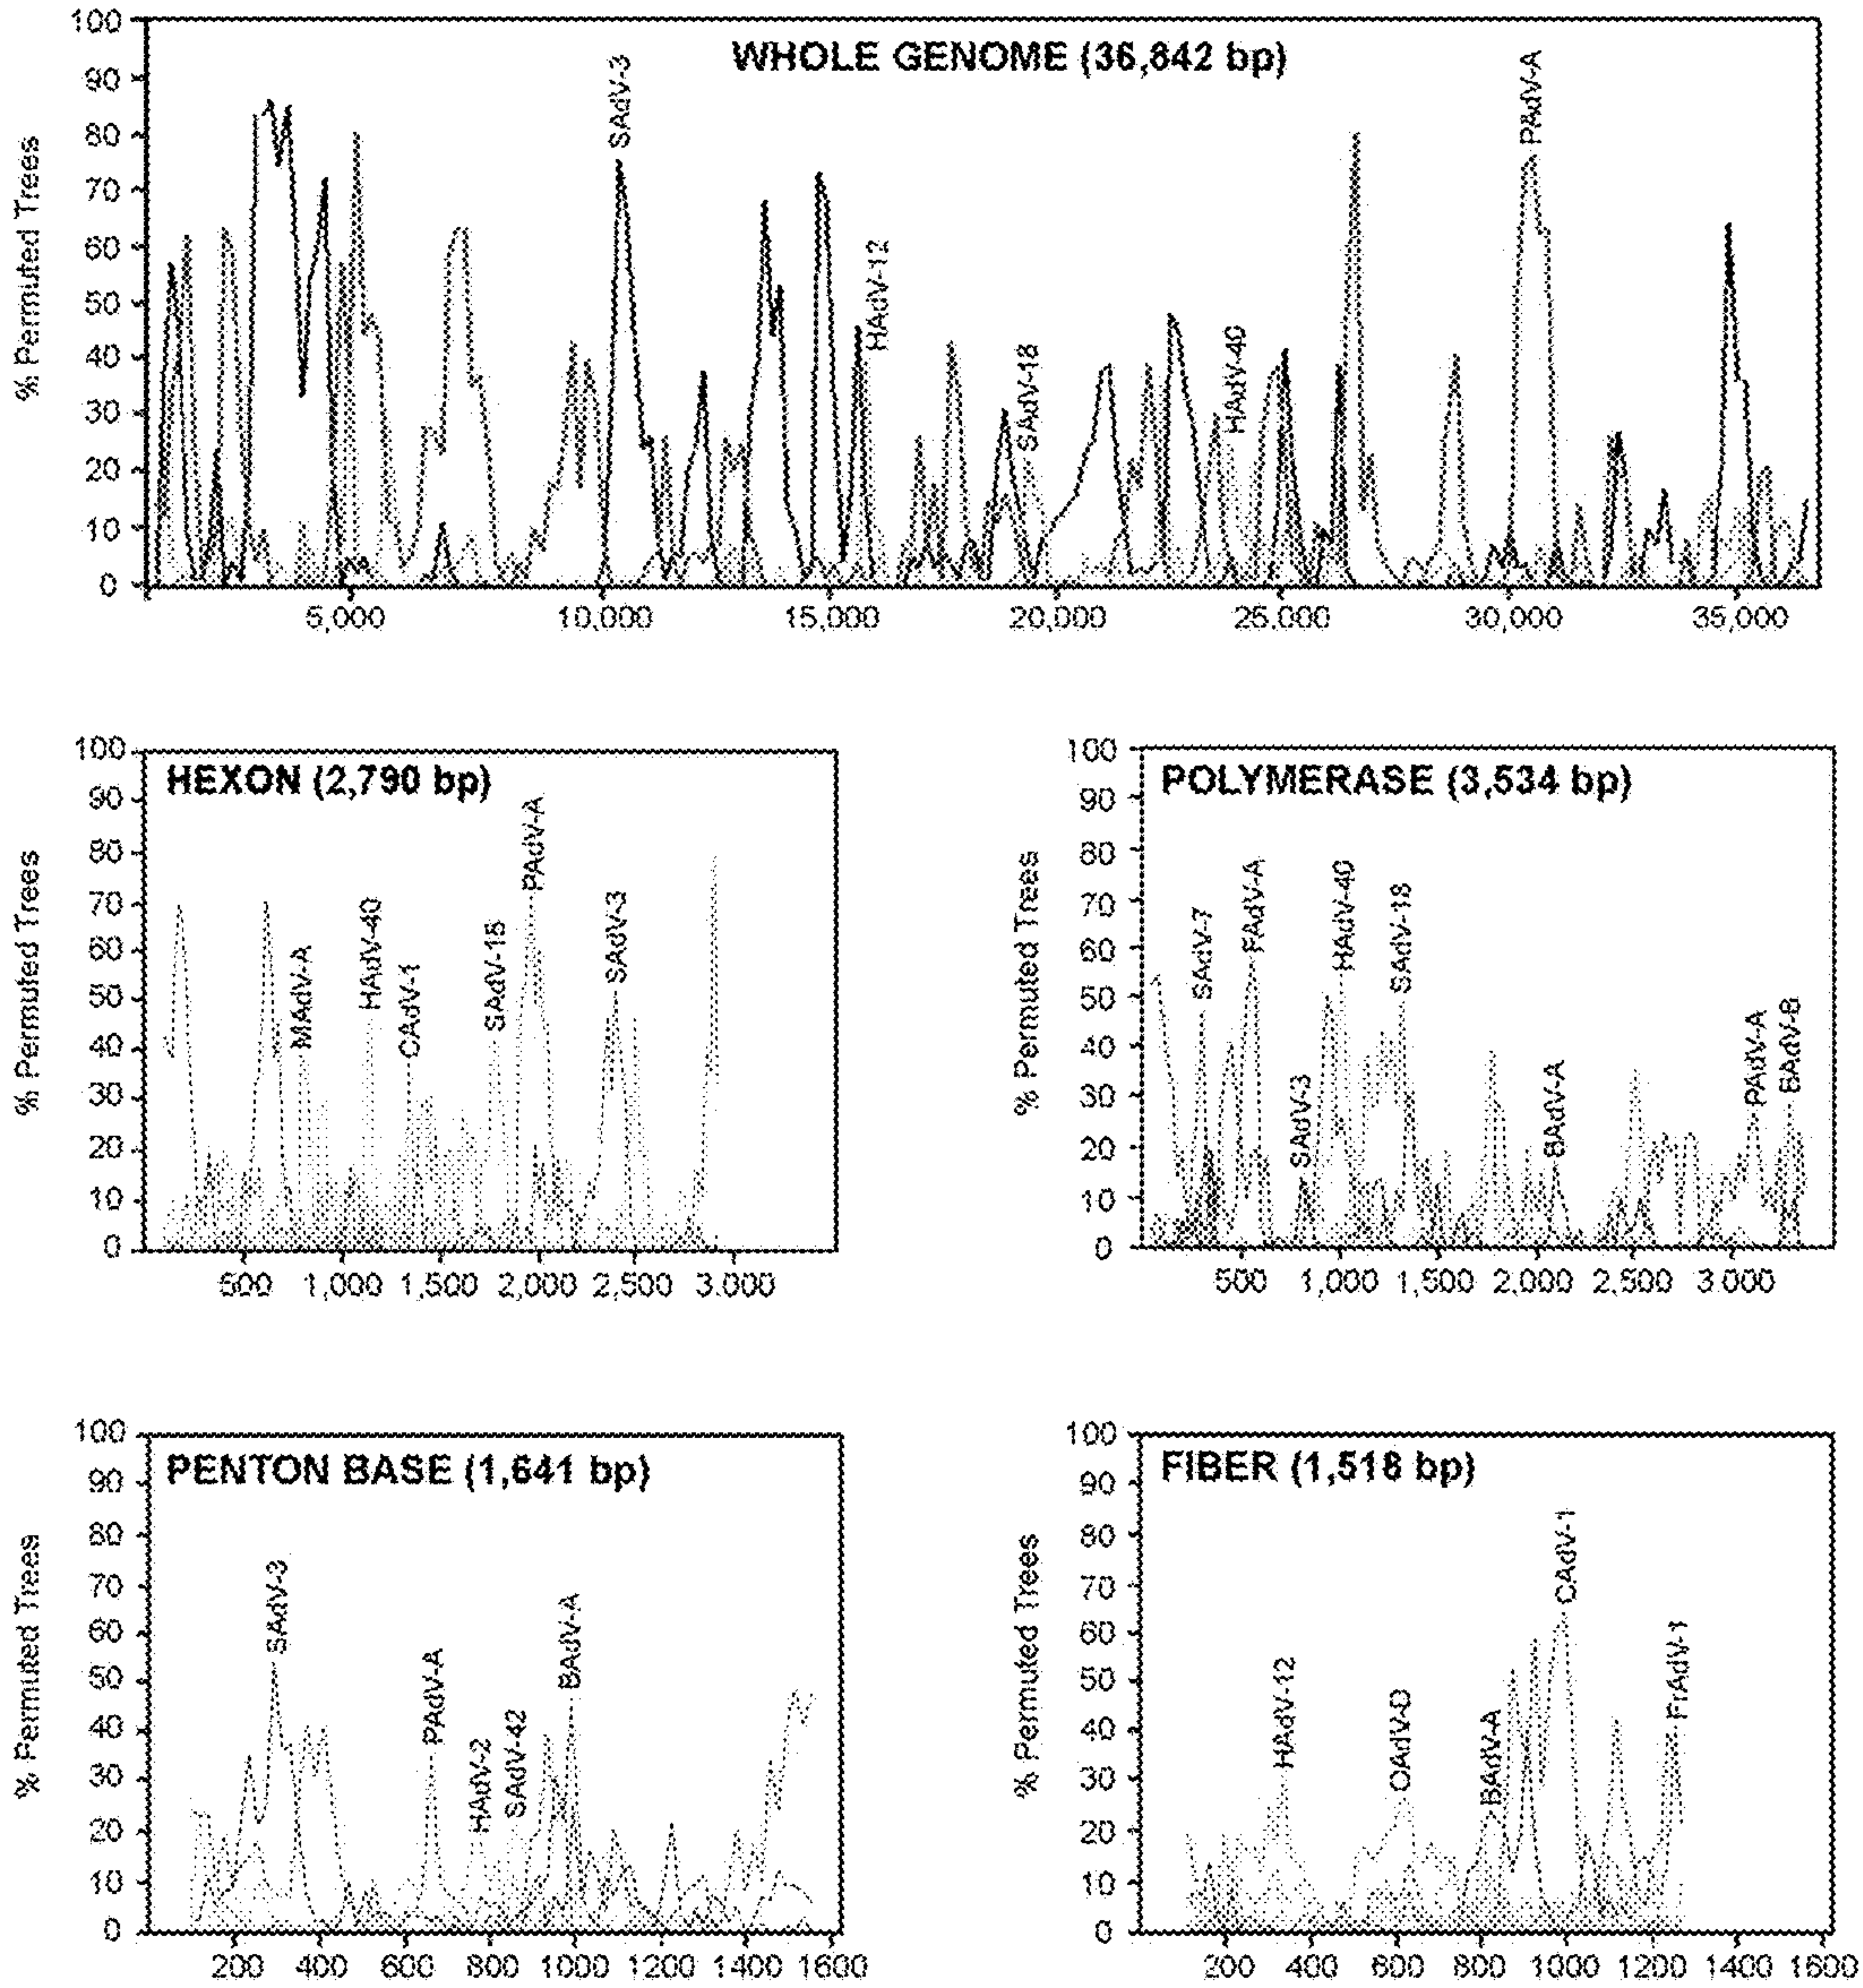 WHOLE GENOME (36,842 bp)
% Permuted Trees
100
90
80
70
60
50
40
30
20
10
0
SAdV-3
HAdV-12
SAdV-18
HAdV-40
PAdV-A
5,000 10,000 15,000 20,000 25,000 30,000 35,000
HEXON (2,790 bp)
% Permuted Trees
100
90
80
70
60
50
40
30
20
10
0
MAdV-A
HAdV-40
CAdV-1
SAdV-18
PAdV-A
SAdV-3
500 1,000 1,500 2,000 2,500 3,000
POLYMERASE (3,534 bp)
% Permuted Trees
100
90
80
70
60
50
40
30
20
10
0
SAdV-7
FAdV-A
SAdV-3
HAdV-40
SAdV-18
BAdV-A
PAdV-A
500 1,000 1,500 2,000 2,500 3,000
PENTON BASE (1,641 bp)
% Permuted Trees
100
90
80
70
60
50
40
30
20
10
0
SAdV-3
PAdV-A
HAdV-2
SAdV-42
BAdV-A
200 400 600 800 1000 1200 1400 1600
FIBER (1,518 bp)
% Permuted Trees
100
90
80
70
60
50
40
30
20
10
0
HAdV-12
OAdV-D
BAdV-A
CAdV-1
FrAdV-1
200 400 600 800 1000 1200 1400 1600